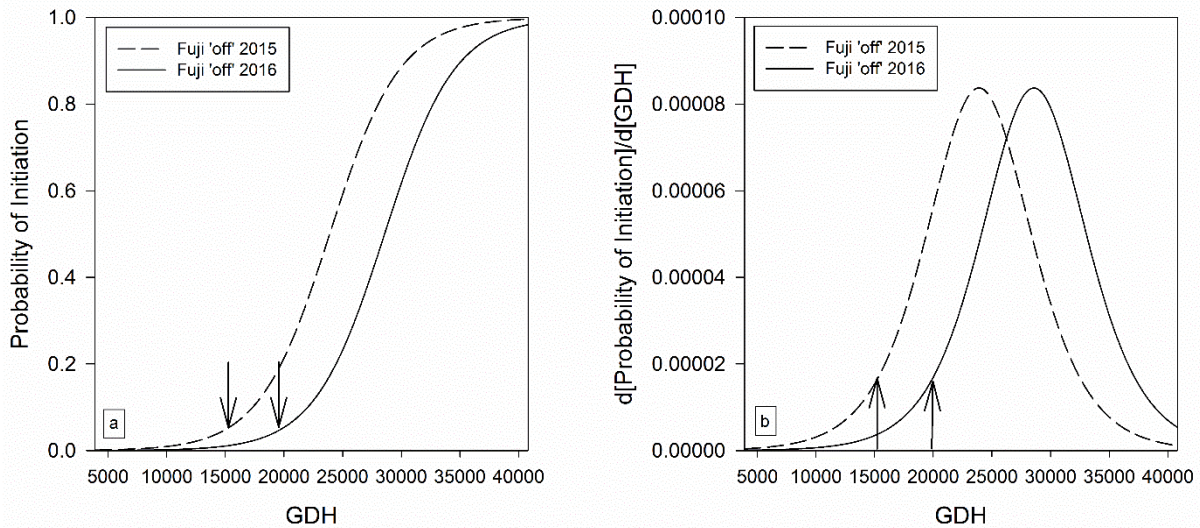 1.0
0.8
0.6
0.4
0.2
0.0
Probability of Initiation
Fuji 'off' 2015
Fuji 'off' 2016
a
5000 10000 15000 20000 25000 30000 35000 40000
GDH
0.00010
0.00008
0.00006
0.00004
0.00002
0.00000
d[Probability of Initiation]/d[GDH]
Fuji 'off' 2015
Fuji 'off' 2016
b
5000 10000 15000 20000 25000 30000 35000 40000
GDH